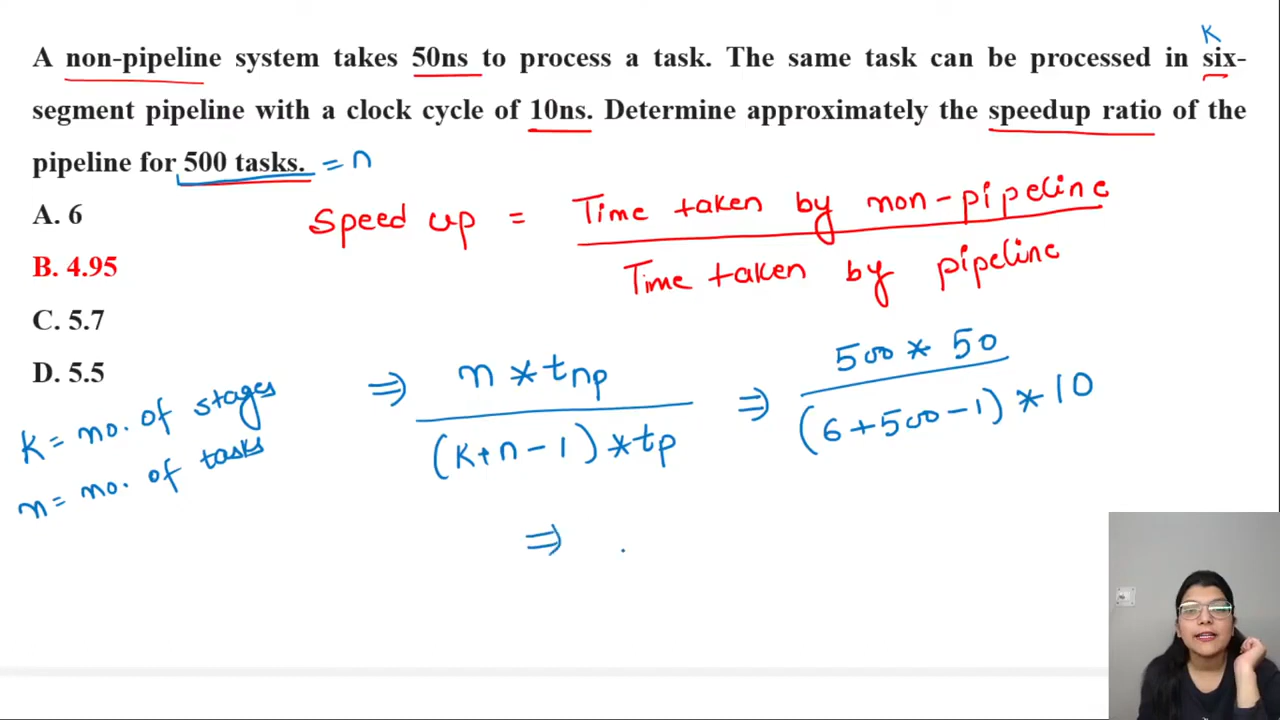 K
A non-pipeline system takes 50ns to process a task. The same task can be processed in six-
segment pipeline with a clock cycle of 10ns. Determine approximately the speedup ratio of the
pipeline for 500 tasks. = n
A. 6
Speed up = Time taken by non-pipeline
Time taken by pipeline
B. 4.95
C. 5.7
D. 5.5
k = no. of stages
n = no. of tasks
⇒ n * tnp
(k+n-1) * tp
⇒ 500 * 50
(6+500-1) * 10
⇒ .